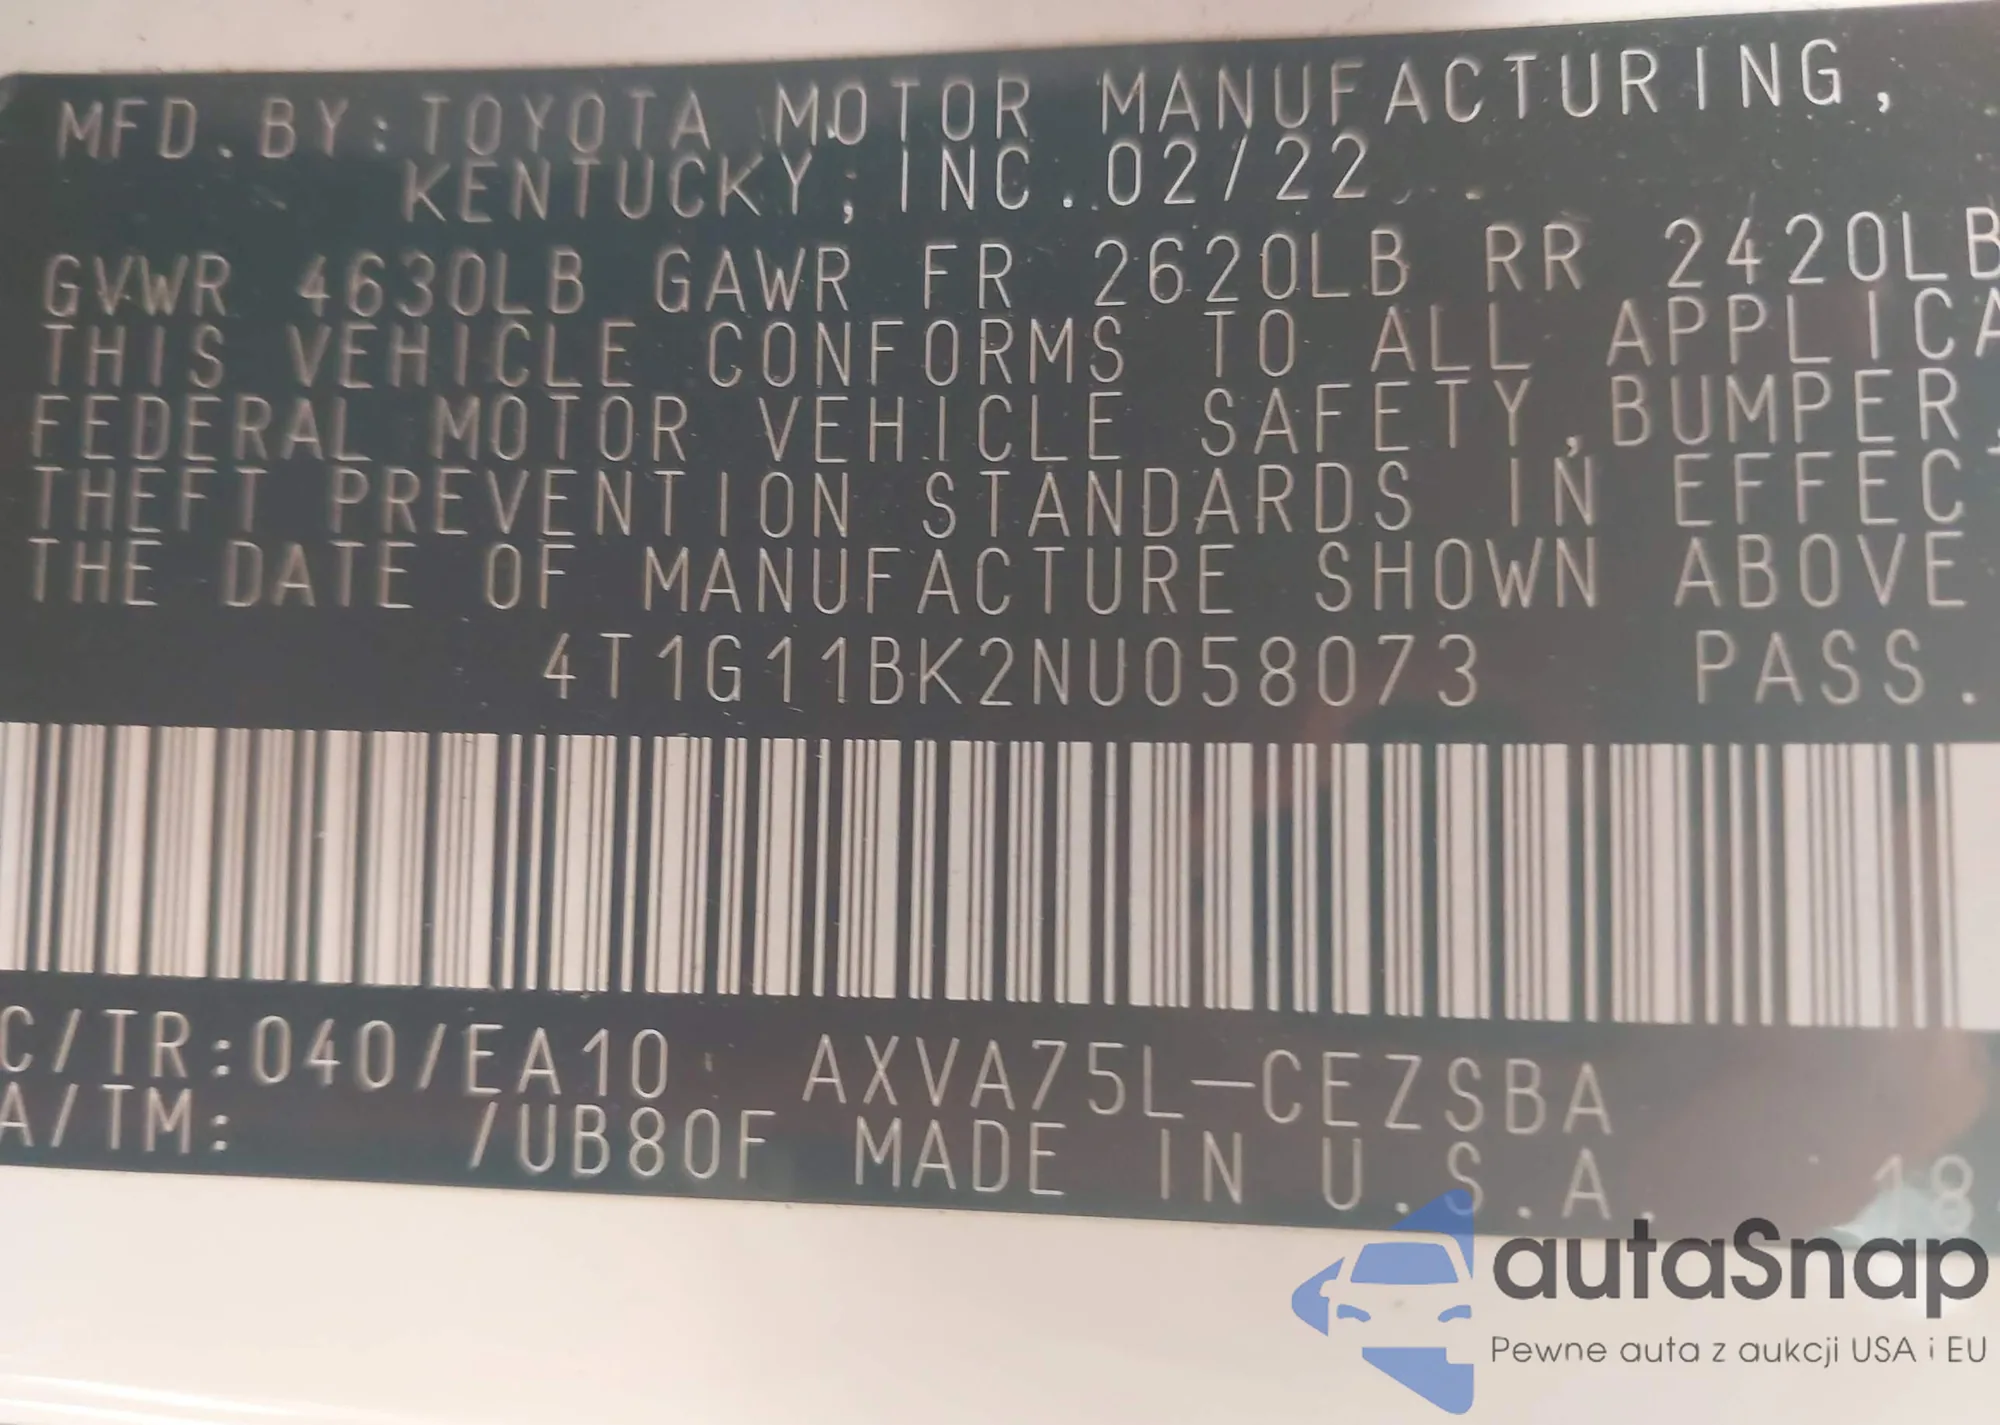 MFD.BY:TOYOTA MOTOR MANUFACTURING,
KENTUCKY, INC. 02/22
GVWR 4630LB GAWR FR 2620LB RR 2420LB
THIS VEHICLE CONFORMS TO ALL APPLICA
FEDERAL MOTOR VEHICLE SAFETY,BUMPER,
THEFT PREVENTION STANDARDS IN EFFEC
THE DATE OF MANUFACTURE SHOWN ABOVE
4T1G11BK2NU058073 PASS.
C/TR:040/EA10 AXVA75L-CEZSBA
A/TM: /UB80F MADE IN U.S.A. 18
autaSnap
Pewne auta z aukcji USA i EU